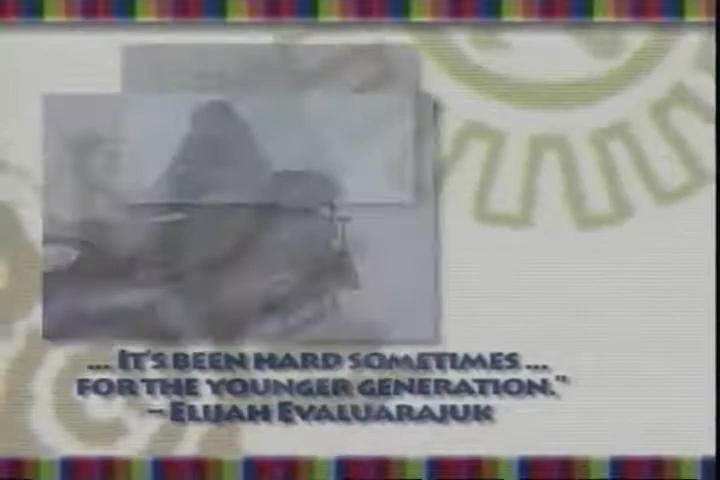 ... IT'S BEEN HARD SOMETIMES ...
FOR THE YOUNGER GENERATION."
– ELIJAH EVALUARAJUK